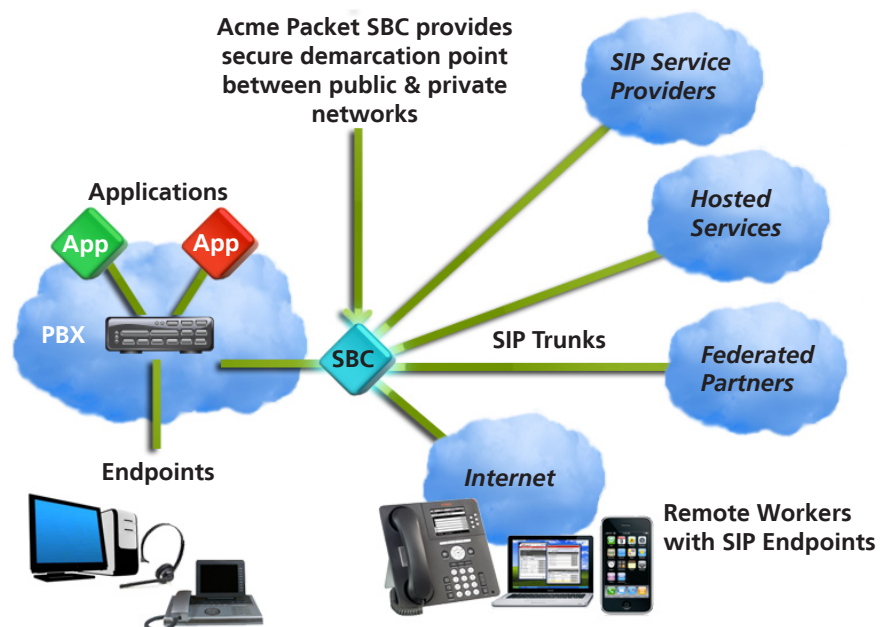 Acme Packet SBC provides
secure demarcation point
between public & private
networks
SIP Service
Providers
Applications
App
App
Hosted
Services
PBX
SBC
SIP Trunks
Federated
Partners
Endpoints
Internet
Remote Workers
with SIP Endpoints